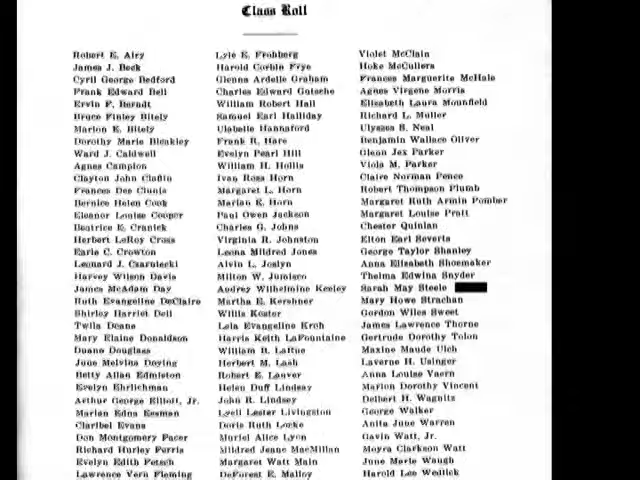 Class Roll
Robert E. Airy
James J. Beck
Cyril George Bedford
Frank Edward Bell
Ervin F. Berndt
Bruce Finley Bitely
Marion E. Bitely
Dorothy Marie Bleakley
Ward J. Caldwell
Agnes Campion
Clayton John Claflin
Frances Dee Clunis
Bernice Helen Cook
Eleanor Louise Cooper
Beatrice E. Cranick
Herbert LeRoy Cross
Earle C. Crowton
Leonard J. Czarnecki
Harvey Wilson Davis
James McAdam Day
Ruth Evangeline DeClaire
Shirley Harriet Dell
Twila Deane
Mary Elaine Donaldson
Duane Douglass
June Melvina Doying
Betty Allan Edmiston
Evelyn Ehrlichman
Arthur George Elliott, Jr.
Marian Edna Eesman
Claribel Evans
Don Montgomery Facer
Richard Hurley Ferris
Evelyn Edith Fetsch
Lawrence Vern Fleming
Lyle E. Frohberg
Harold Corbin Frye
Glenna Ardelle Graham
Charles Edward Gutsche
William Robert Hall
Samuel Earl Halliday
Ulabelle Hannaford
Frank R. Hare
Evelyn Pearl Hill
William H. Hollis
Ivan Ross Horn
Margaret L. Horn
Marian E. Horn
Paul Owen Jackson
Charles G. Johns
Virginia R. Johnston
Leona Mildred Jones
Alvin L. Joslyn
Milton W. Jumisco
Audrey Wilhelmine Keeley
Martha E. Kershner
Willis Koster
Lela Evangeline Kroh
Harris Keith LaFountaine
William B. LaRue
Herbert M. Lash
Robert E. Lauver
Helen Duff Lindsay
John R. Lindsey
Lyell Lester Livingston
Doris Ruth Locke
Muriel Alice Lyon
Mildred Jeane MacMillan
Margaret Watt Main
DeForest E. Malloy
Violet McClain
Hoke McCullers
Frances Marguerite McHale
Agnes Virgene Morris
Elizabeth Laura Mounfield
Richard L. Muller
Ulysses B. Neal
Benjamin Wallace Oliver
Glenn Jex Parker
Viola M. Parker
Claire Norman Pence
Robert Thompson Plumb
Margaret Ruth Armin Pomber
Margaret Louise Pratt
Chester Quinlan
Elton Earl Severts
George Taylor Shanley
Anna Elizabeth Shoemaker
Thelma Edwina Snyder
Sarah May Steele
Mary Howe Strachan
Gordon Wiles Sweet
James Lawrence Thorne
Gertrude Dorothy Tolon
Maxine Maude Ulch
Laverne H. Usinger
Anna Louise Vaern
Marion Dorothy Vincent
Delbert H. Wagnitz
George Walker
Anita June Warren
Gavin Watt, Jr.
Moyra Clarkson Watt
June Marie Waugh
Harold Leo Wedlick